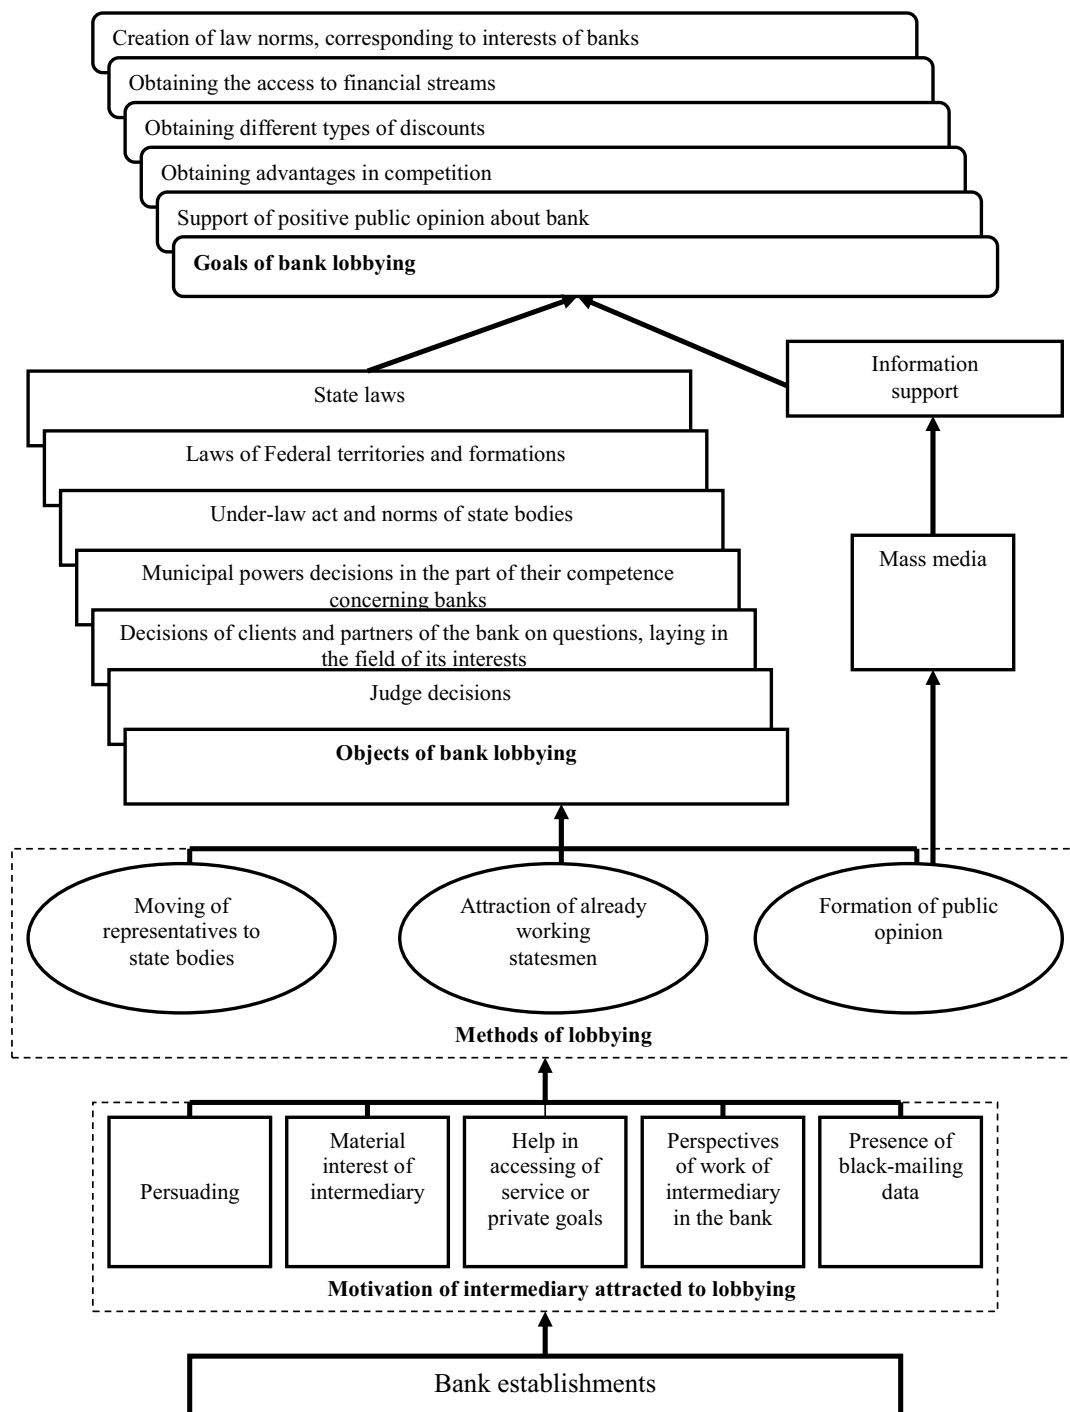 Creation of law norms, corresponding to interests of banks
Obtaining the access to financial streams
Obtaining different types of discounts
Obtaining advantages in competition
Support of positive public opinion about bank
Goals of bank lobbying
Information
support
State laws
Laws of Federal territories and formations
Under-law act and norms of state bodies
Mass media
Municipal powers decisions in the part of their competence
concerning banks
Decisions of clients and partners of the bank on questions, laying in
the field of its interests
Judge decisions
Objects of bank lobbying
Moving of
representatives to
state bodies
Attraction of already
working
statesmen
Formation of public
opinion
Methods of lobbying
Persuading
Material
interest of
intermediary
Help in
accessing of
service or
private goals
Perspectives
of work of
intermediary
in the bank
Presence of
black-mailing
data
Motivation of intermediary attracted to lobbying
Bank establishments